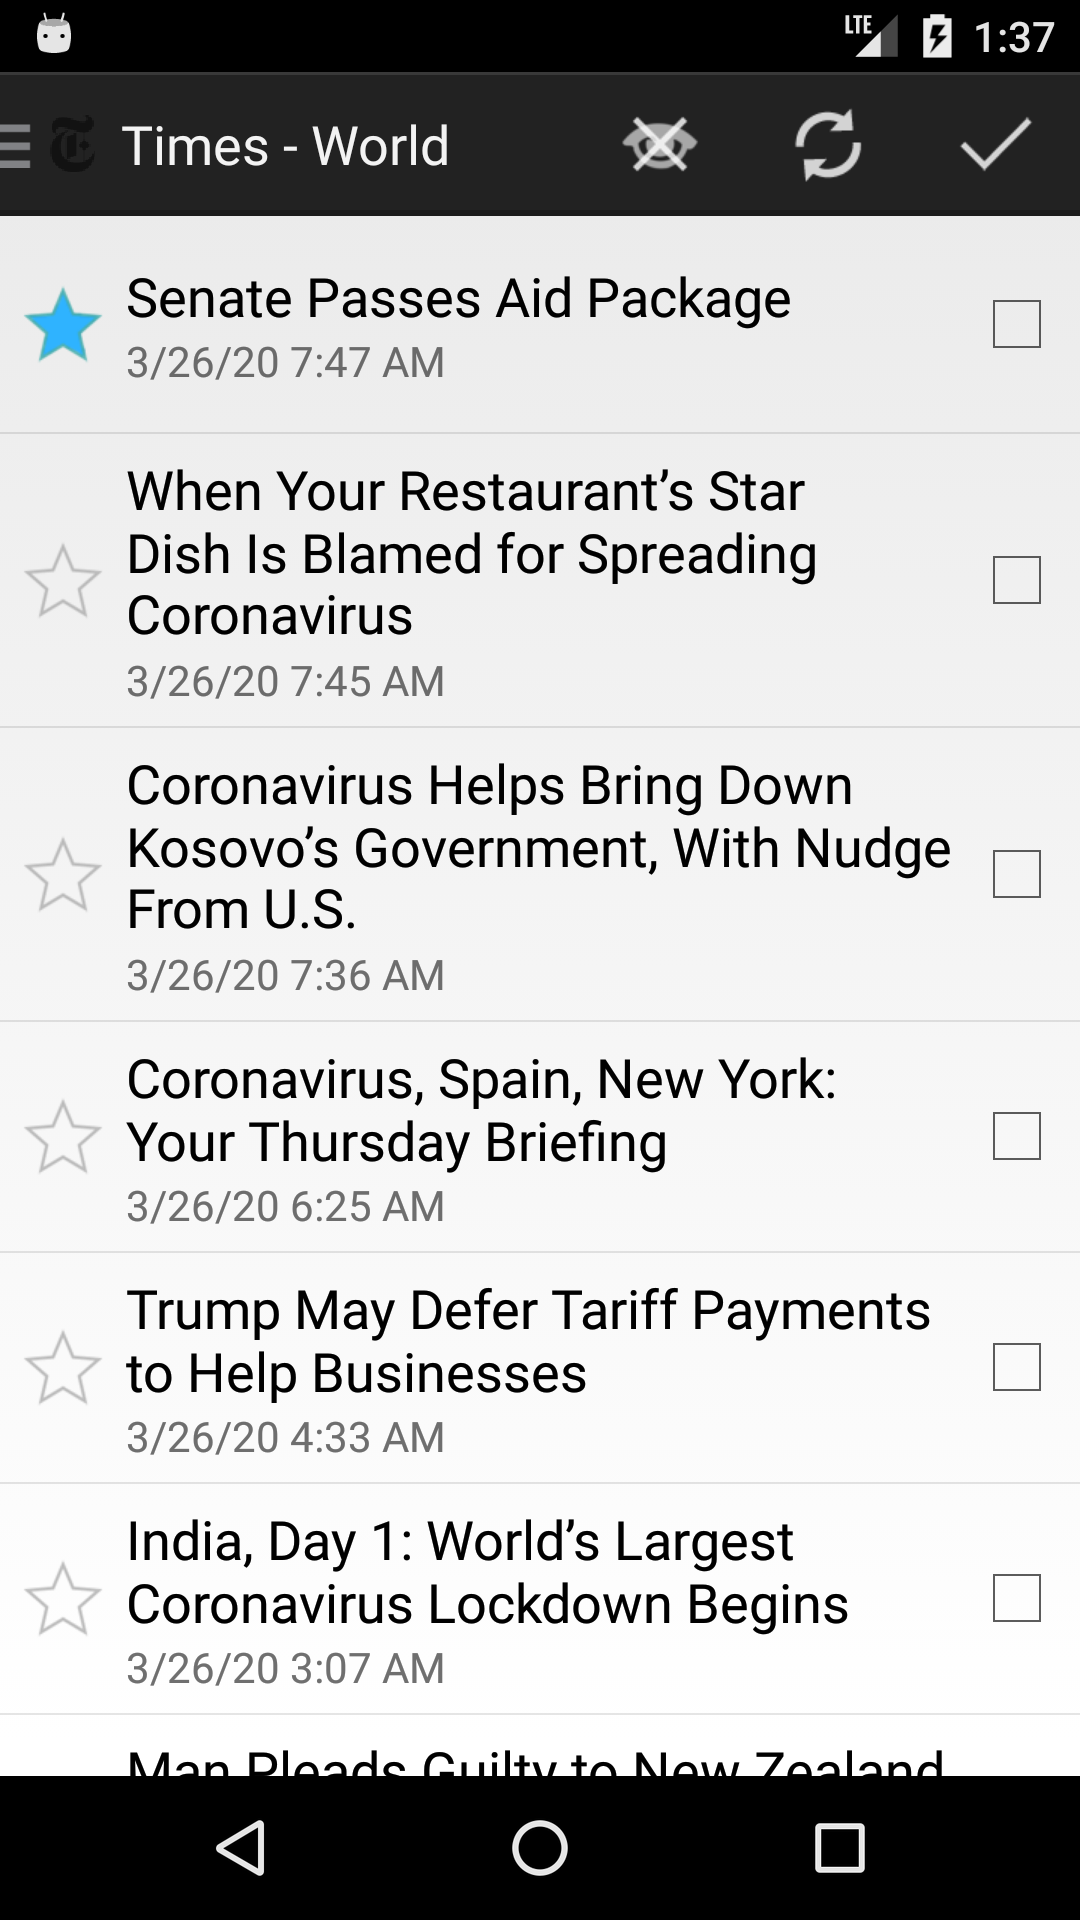 LTE 1:37
Times - World
Senate Passes Aid Package
3/26/20 7:47 AM
When Your Restaurant’s Star
Dish Is Blamed for Spreading
Coronavirus
3/26/20 7:45 AM
Coronavirus Helps Bring Down
Kosovo’s Government, With Nudge
From U.S.
3/26/20 7:36 AM
Coronavirus, Spain, New York:
Your Thursday Briefing
3/26/20 6:25 AM
Trump May Defer Tariff Payments
to Help Businesses
3/26/20 4:33 AM
India, Day 1: World’s Largest
Coronavirus Lockdown Begins
3/26/20 3:07 AM
Man Pleads Guilty to New Zealand